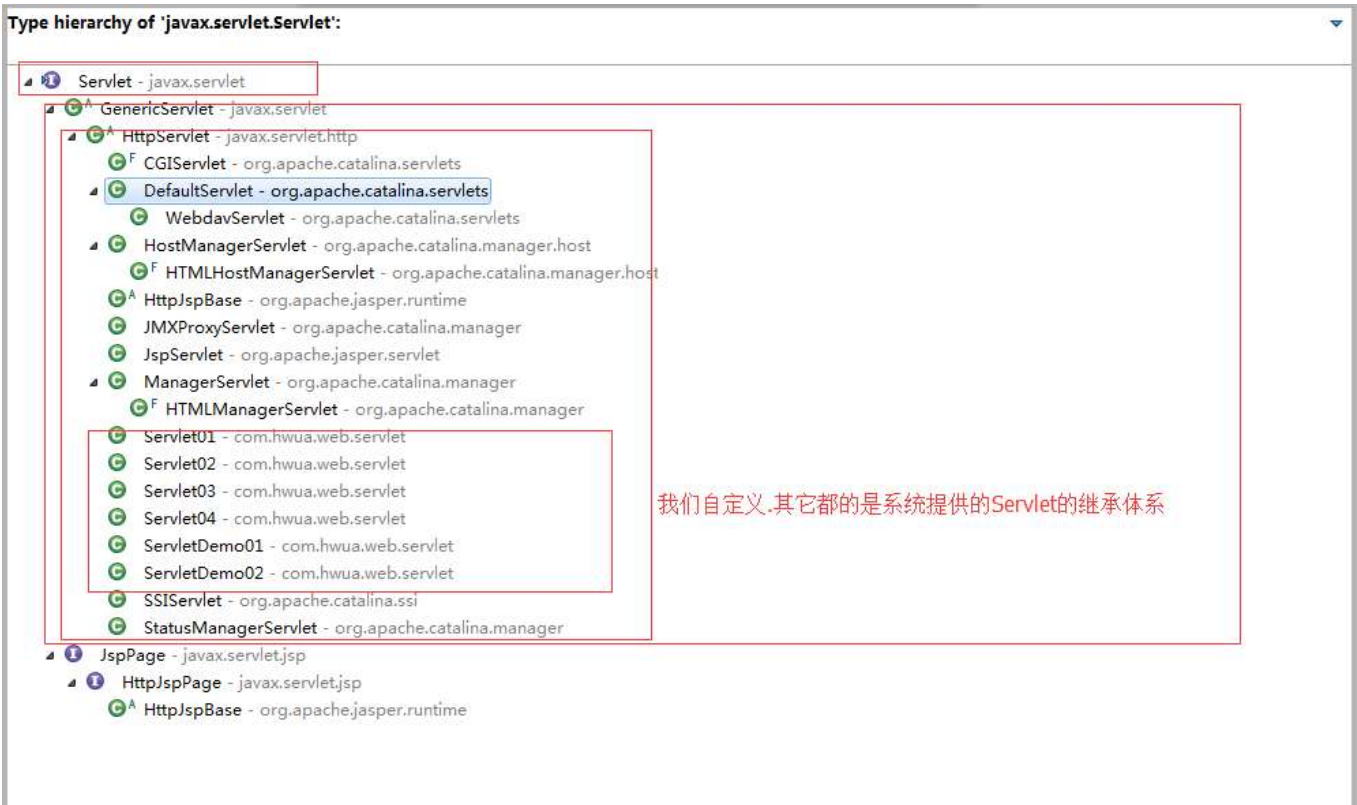 Type hierarchy of 'javax.servlet.Servlet':
Servlet - javax.servlet
GenericServlet - javax.servlet
HttpServlet - javax.servlet.http
CGIServlet - org.apache.catalina.servlets
DefaultServlet - org.apache.catalina.servlets
WebdavServlet - org.apache.catalina.servlets
HostManagerServlet - org.apache.catalina.manager.host
HTMLHostManagerServlet - org.apache.catalina.manager.host
HttpJspBase - org.apache.jasper.runtime
JMXProxyServlet - org.apache.catalina.manager
JspServlet - org.apache.jasper.servlet
ManagerServlet - org.apache.catalina.manager
HTMLManagerServlet - org.apache.catalina.manager
Servlet01 - com.hwua.web.servlet
Servlet02 - com.hwua.web.servlet
Servlet03 - com.hwua.web.servlet
我们自定义.其它都的是系统提供的Servlet的继承体系
Servlet04 - com.hwua.web.servlet
ServletDemo01 - com.hwua.web.servlet
ServletDemo02 - com.hwua.web.servlet
SSIServlet - org.apache.catalina.ssi
StatusManagerServlet - org.apache.catalina.manager
JspPage - javax.servlet.jsp
HttpJspPage - javax.servlet.jsp
HttpJspBase - org.apache.jasper.runtime